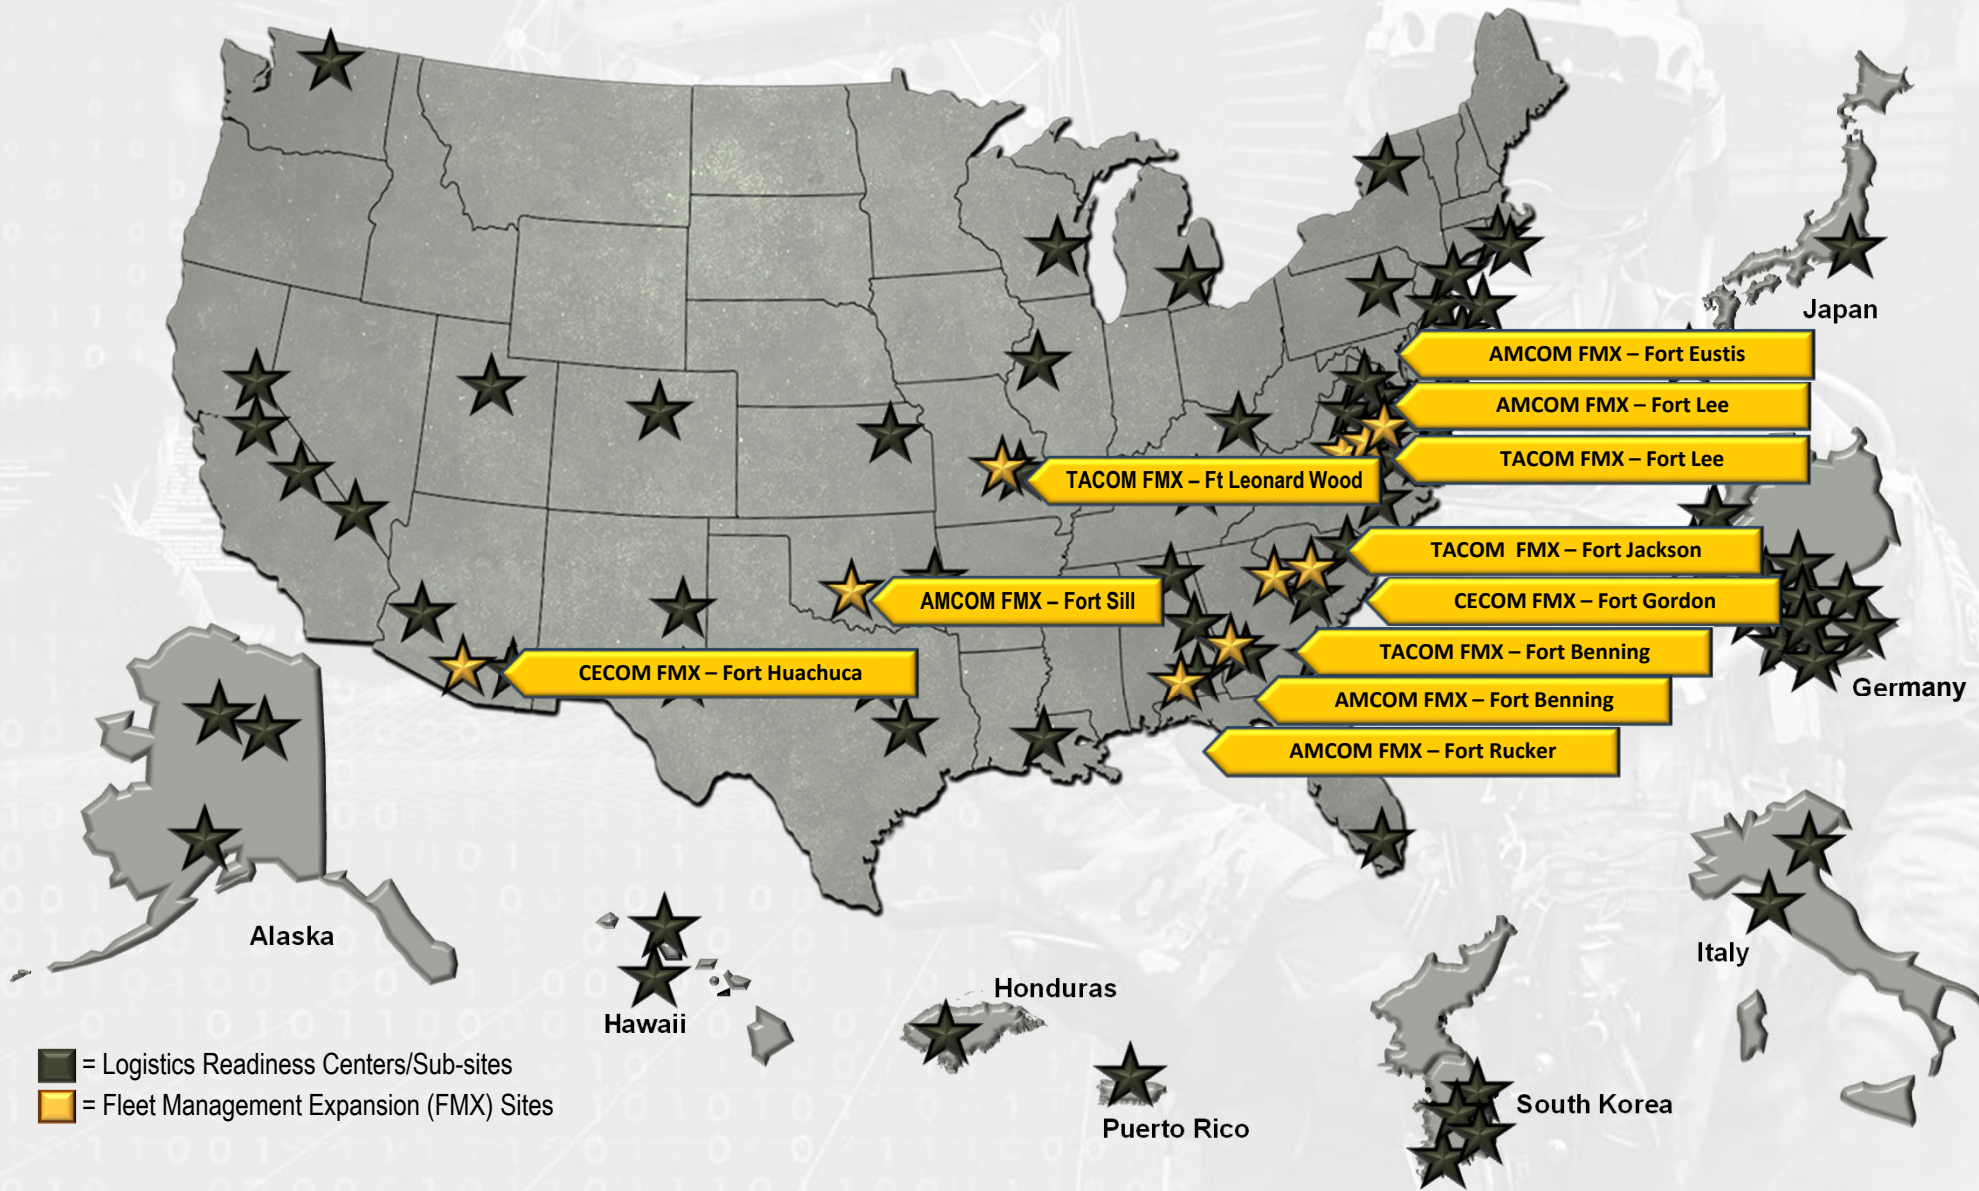 Japan
AMCOM FMX – Fort Eustis
AMCOM FMX – Fort Lee
TACOM FMX – Fort Lee
TACOM FMX – Ft Leonard Wood
TACOM  FMX – Fort Jackson
AMCOM FMX – Fort Sill
CECOM FMX – Fort Gordon
TACOM FMX – Fort Benning
CECOM FMX – Fort Huachuca
Germany
AMCOM FMX – Fort Benning
AMCOM FMX – Fort Rucker
Alaska
Italy
Honduras
Hawaii
= Logistics Readiness Centers/Sub-sites
= Fleet Management Expansion (FMX) Sites
South Korea
Puerto Rico